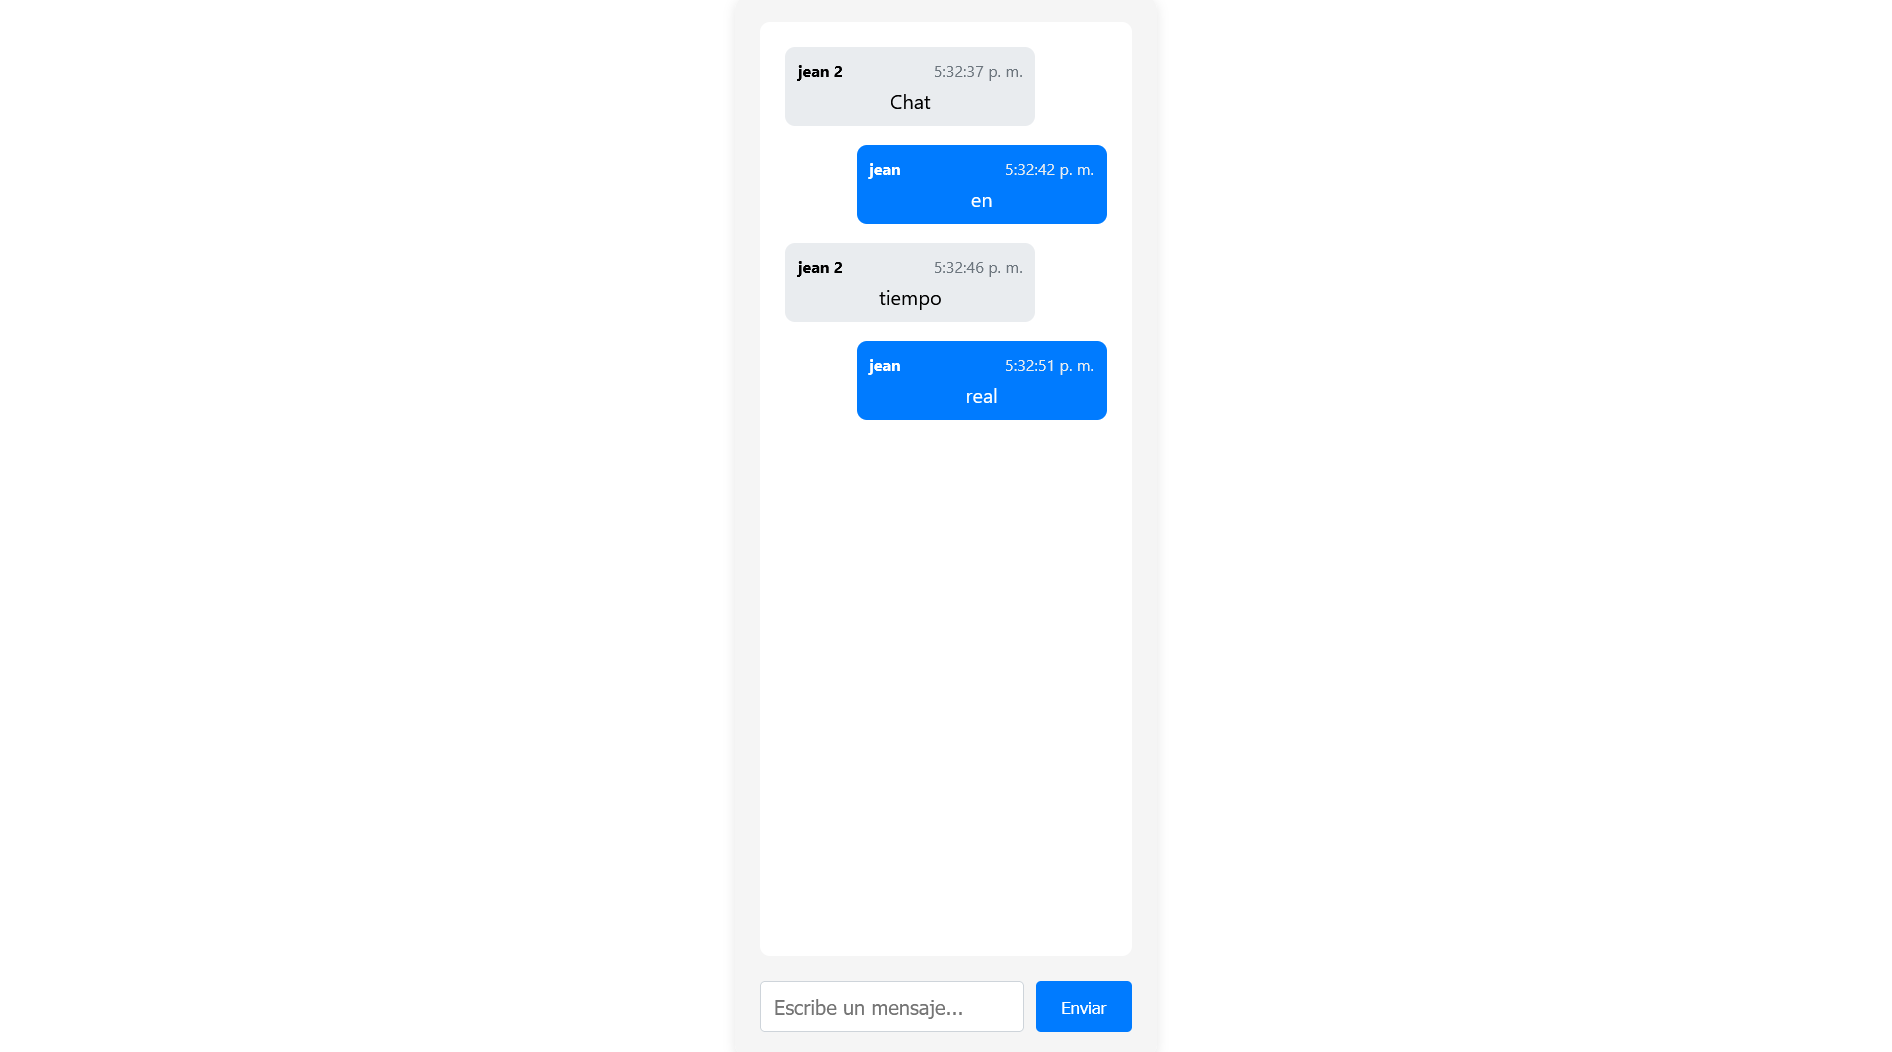 jean 2 5:32:37 p. m.
Chat
jean 5:32:42 p. m.
en
jean 2 5:32:46 p. m.
tiempo
jean 5:32:51 p. m.
real
Escribe un mensaje... Enviar